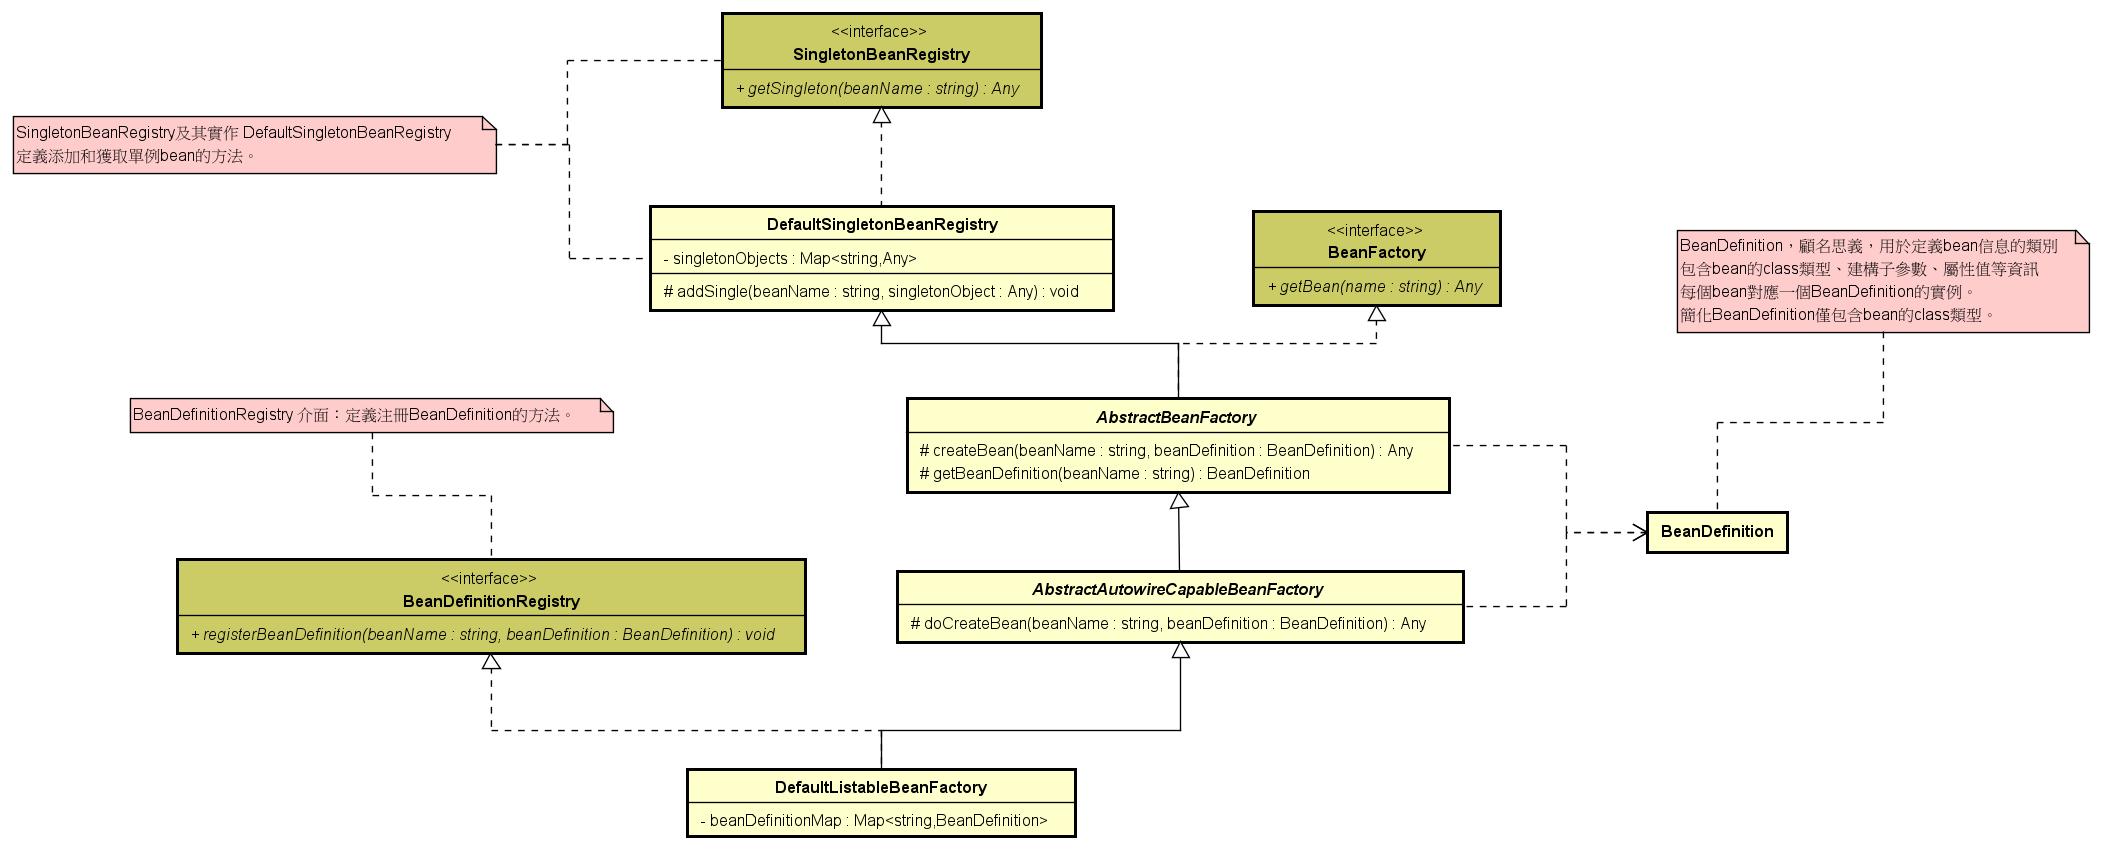 <<interface>>
SingletonBeanRegistry
+ getSingleton(beanName : string) : Any
SingletonBeanRegistry及其實作 DefaultSingletonBeanRegistry
定義添加和獲取單例bean的方法。
DefaultSingletonBeanRegistry
- singletonObjects : Map<string,Any>
# addSingle(beanName : string, singletonObject : Any) : void
<<interface>>
BeanFactory
+ getBean(name : string) : Any
BeanDefinition，顧名思義，用於定義bean信息的類別
包含bean的class類型、建構子參數、屬性值等資訊
每個bean對應一個BeanDefinition的實例。
簡化BeanDefinition僅包含bean的class類型。
BeanDefinitionRegistry 介面：定義注冊BeanDefinition的方法。
AbstractBeanFactory
# createBean(beanName : string, beanDefinition : BeanDefinition) : Any
# getBeanDefinition(beanName : string) : BeanDefinition
BeanDefinition
<<interface>>
BeanDefinitionRegistry
+ registerBeanDefinition(beanName : string, beanDefinition : BeanDefinition) : void
AbstractAutowireCapableBeanFactory
# doCreateBean(beanName : string, beanDefinition : BeanDefinition) : Any
DefaultListableBeanFactory
- beanDefinitionMap : Map<string,BeanDefinition>